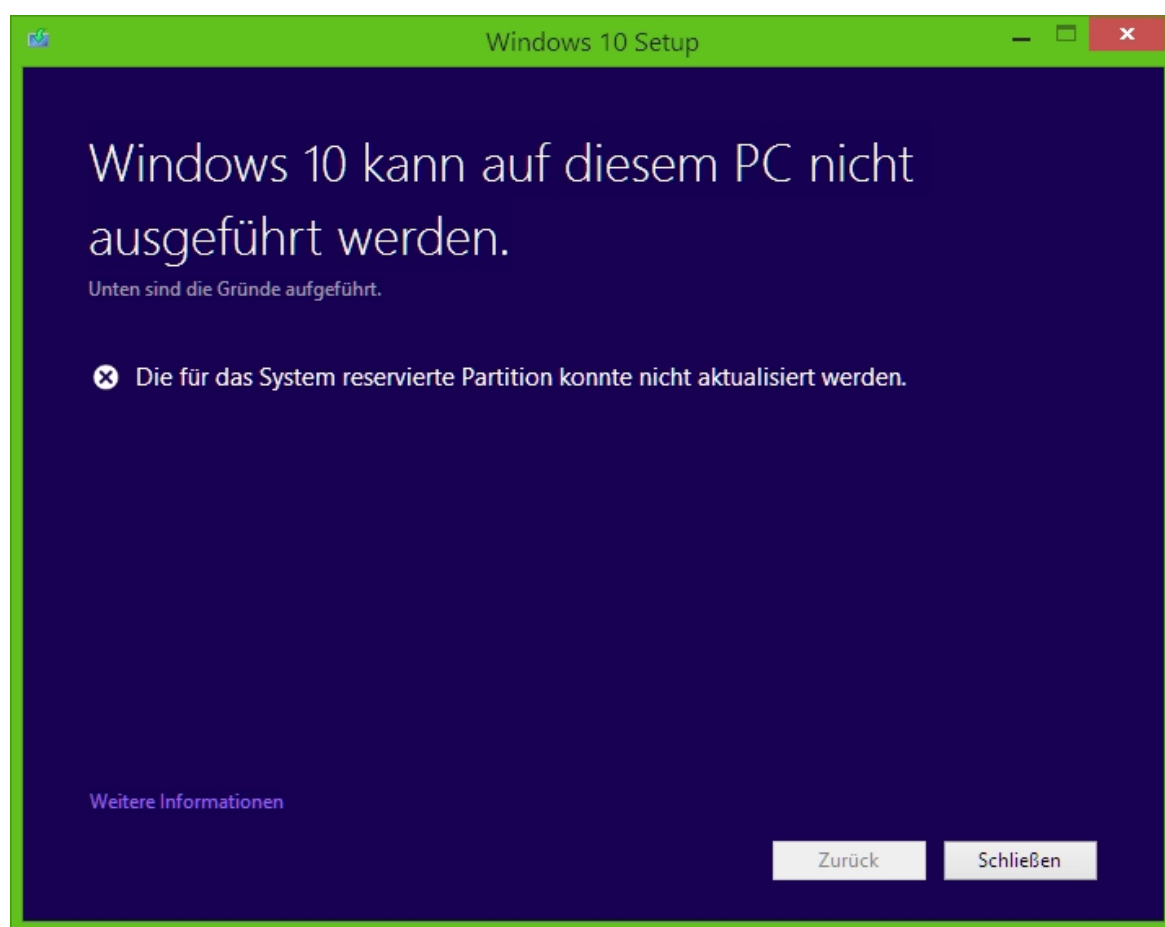 Windows 10 Setup
Windows 10 kann auf diesem PC nicht
ausgeführt werden.
Unten sind die Gründe aufgeführt.
Die für das System reservierte Partition konnte nicht aktualisiert werden.
Weitere Informationen
Zurück
Schließen